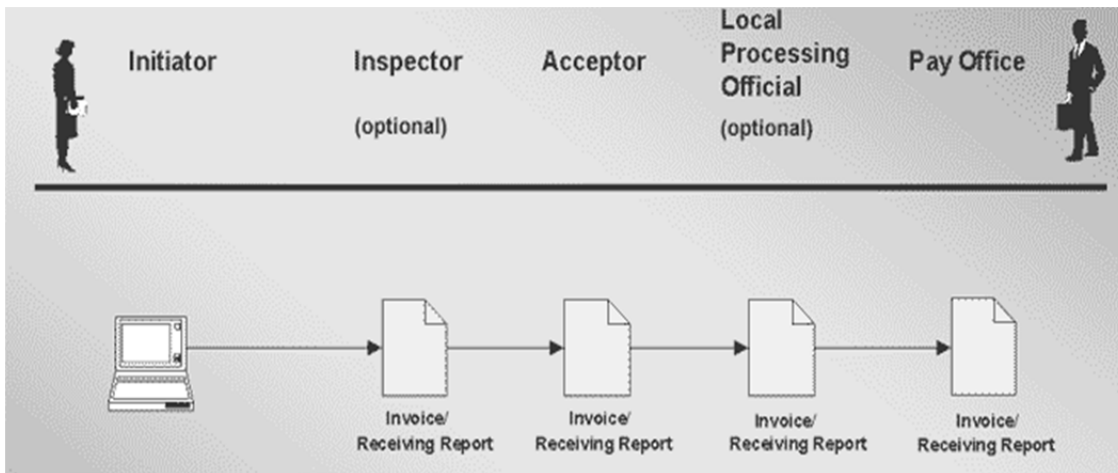 Initiator
Inspector
(optional)
Acceptor
Local
Processing
Official
(optional)
Pay Office
Invoice/
Receiving Report
Invoice/
Receiving Report
Invoice/
Receiving Report
Invoice/
Receiving Report